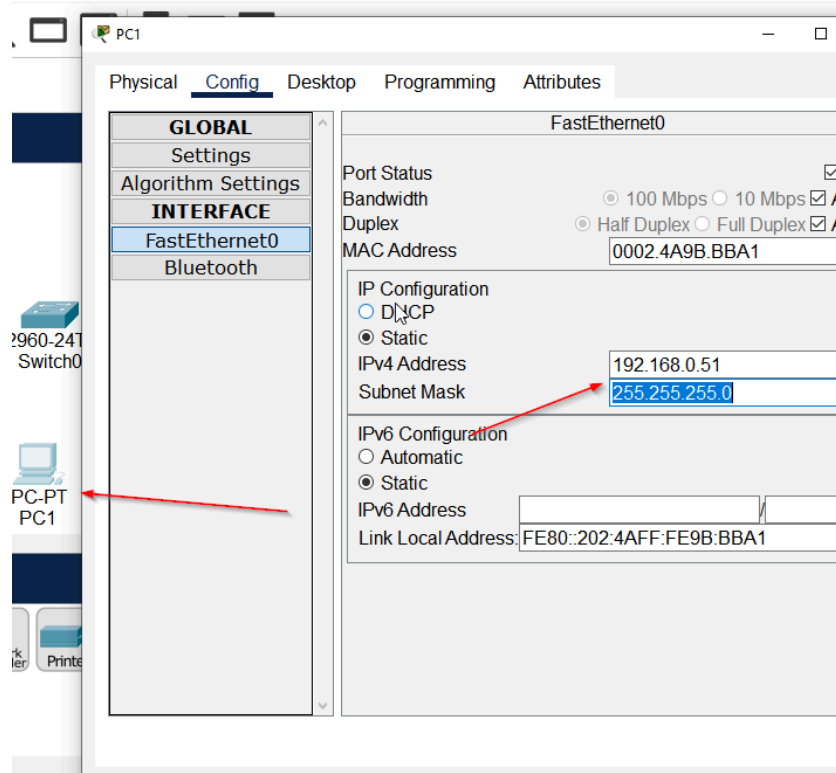 PC1
Physical Config Desktop Programming Attributes
GLOBAL
Settings
Algorithm Settings
INTERFACE
FastEthernet0
Bluetooth
FastEthernet0
Port Status
Bandwidth 100 Mbps 10 Mbps
Duplex Half Duplex Full Duplex
MAC Address 0002.4A9B.BBA1
IP Configuration
DHCP
Static
IPv4 Address 192.168.0.51
Subnet Mask 255.255.255.0
IPv6 Configuration
Automatic
Static
IPv6 Address /
Link Local Address: FE80::202:4AFF:FE9B:BBA1
2960-24T
Switch0
PC-PT
PC1
Printe